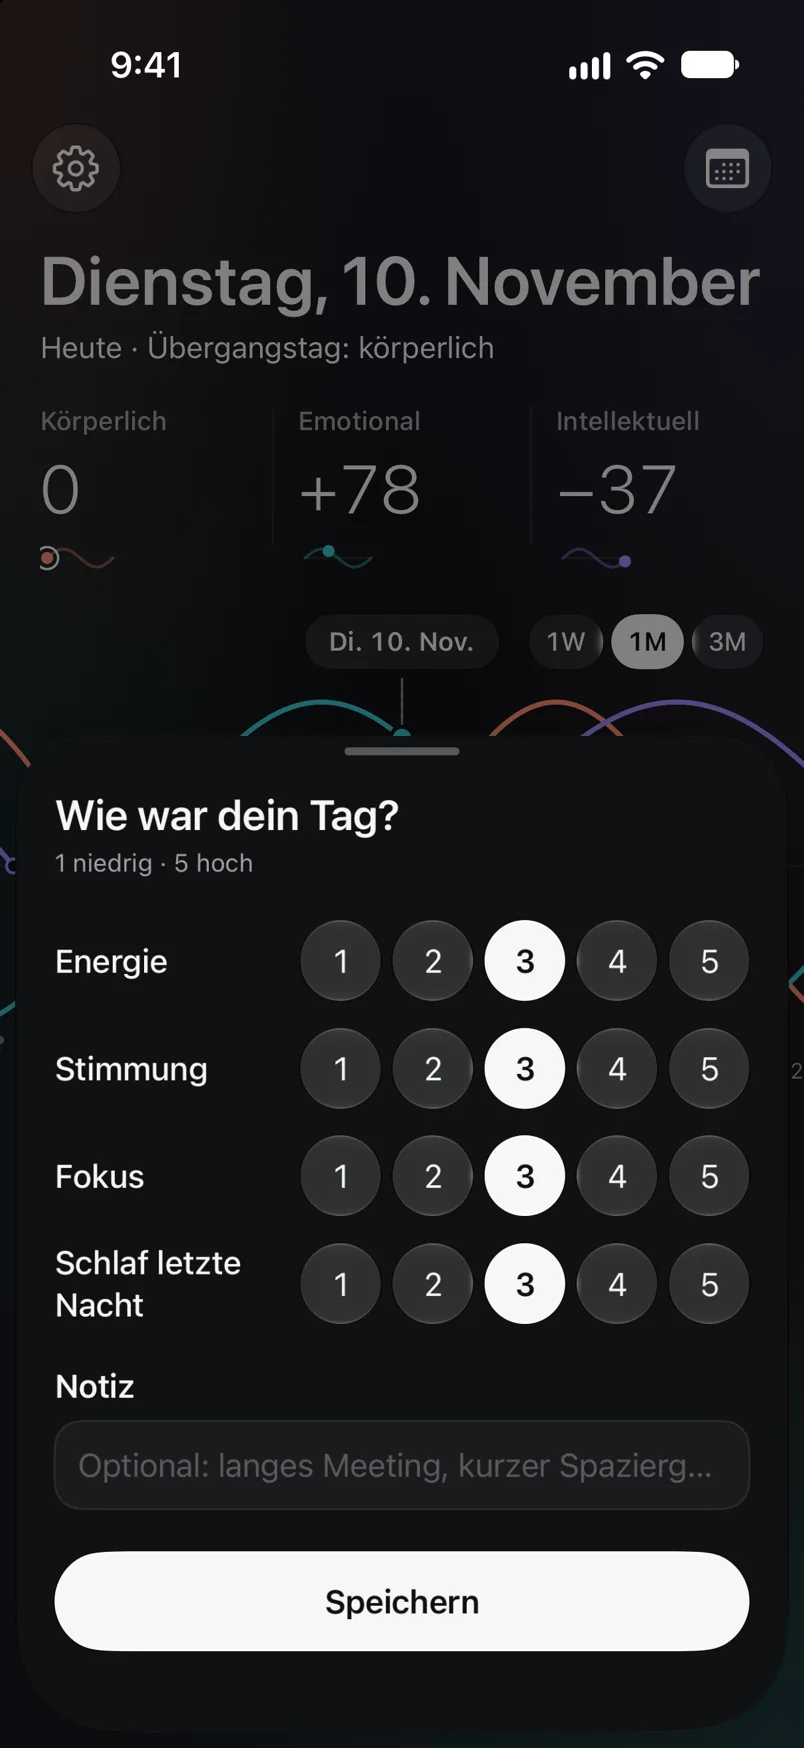 9:41
Dienstag, 10. November
Heute · Übergangstag: körperlich
Körperlich Emotional Intellektuell
0 +78 −37
Di. 10. Nov. 1W 1M 3M
Wie war dein Tag?
1 niedrig · 5 hoch
Energie 1 2 3 4 5
Stimmung 1 2 3 4 5
2
Fokus 1 2 3 4 5
Schlaf letzte
Nacht 1 2 3 4 5
Notiz
Optional: langes Meeting, kurzer Spazierg...
Speichern